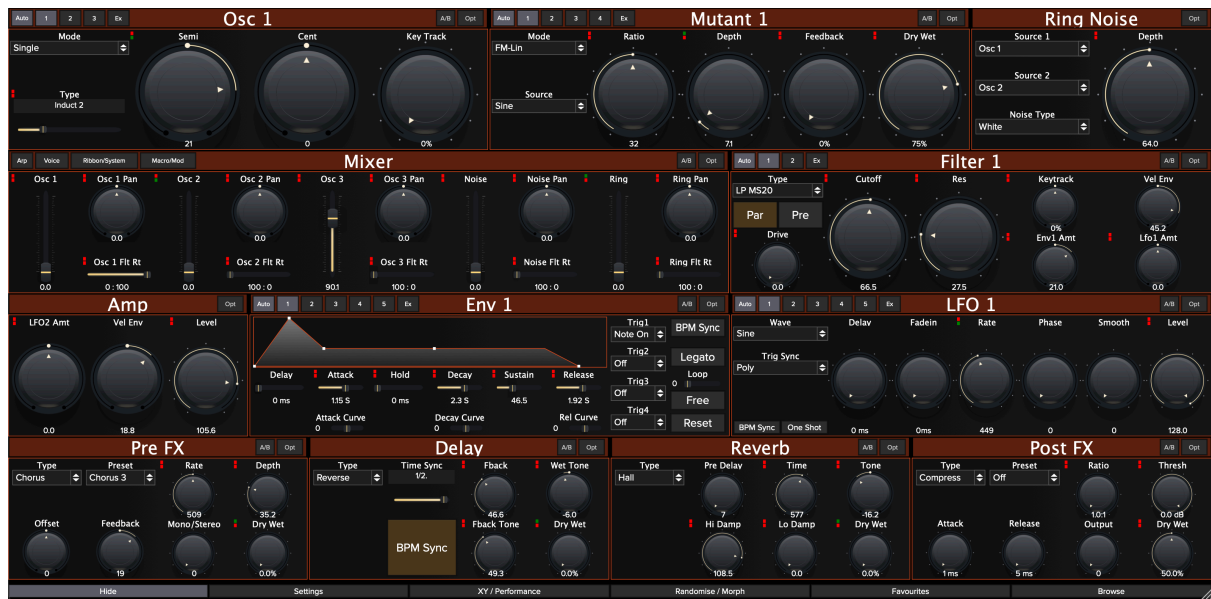 Auto 1 2 3 Ex Osc 1 A/B Opt
Mode Semi Cent Key Track
Single
Type
Induct 2
21 0 0%
Auto 1 2 3 4 Ex Mutant 1 A/B Opt
Mode Ratio Depth Feedback Dry Wet
FM-Lin
Source
Sine
32 7.1 0% 75%
Ring Noise Opt
Source 1 Depth
Osc 1
Source 2
Osc 2
Noise Type
White
64.0
Arp Voice Ribbon/System Macro/Mod Mixer A/B Opt
Osc 1 Osc 1 Pan Osc 2 Osc 2 Pan Osc 3 Osc 3 Pan Noise Noise Pan Ring Ring Pan
0.0 0.0 0.0 0.0 0.0
Osc 1 Flt Rt Osc 2 Flt Rt Osc 3 Flt Rt Noise Flt Rt Ring Flt Rt
0.0 0 : 100 0.0 100 : 0 90.1 100 : 0 0.0 100 : 0 0.0 100 : 0
Auto 1 2 Ex Filter 1 A/B Opt
Type Cutoff Res Keytrack Vel Env
LP MS20
Par Pre
0% 45.2
Drive Env1 Amt Lfo1 Amt
0.0 66.5 27.5 21.0 0.0
Amp Opt
LFO2 Amt Vel Env Level
0.0 18.8 105.6
Auto 1 2 3 4 5 Ex Env 1 A/B Opt
Trig1 BPM Sync
Note On
Trig2 Legato
Off
Loop
0
Trig3 Free
Off
Trig4 Reset
Off
Delay Attack Hold Decay Sustain Release
0 ms 1.15 S 0 ms 2.3 S 46.5 1.92 S
Attack Curve Decay Curve Rel Curve
0 0 0
Auto 1 2 3 4 5 Ex LFO 1 A/B Opt
Wave Delay Fadein Rate Phase Smooth Level
Sine
Trig Sync
Poly
BPM Sync One Shot 0 ms 0ms 449 0 0 128.0
Pre FX A/B Opt
Type Preset Rate Depth
Chorus Chorus 3
509 35.2
Offset Feedback Mono/Stereo Dry Wet
0 19 0 0.0%
Delay A/B Opt
Type Time Sync Fback Wet Tone
Reverse 1/2.
46.6 -6.0
BPM Sync Fback Tone Dry Wet
49.3 0.0%
Reverb A/B Opt
Type Pre Delay Time Tone
Hall
7 577 -16.2
Hi Damp Lo Damp Dry Wet
108.5 0.0 0.0%
Post FX A/B Opt
Type Preset Ratio Thresh
Compress Off
1.0:1 0.0 dB
Attack Release Output Dry Wet
1 ms 5 ms 0 50.0%
Hide Settings XY / Performance Randomise / Morph Favourites Browse